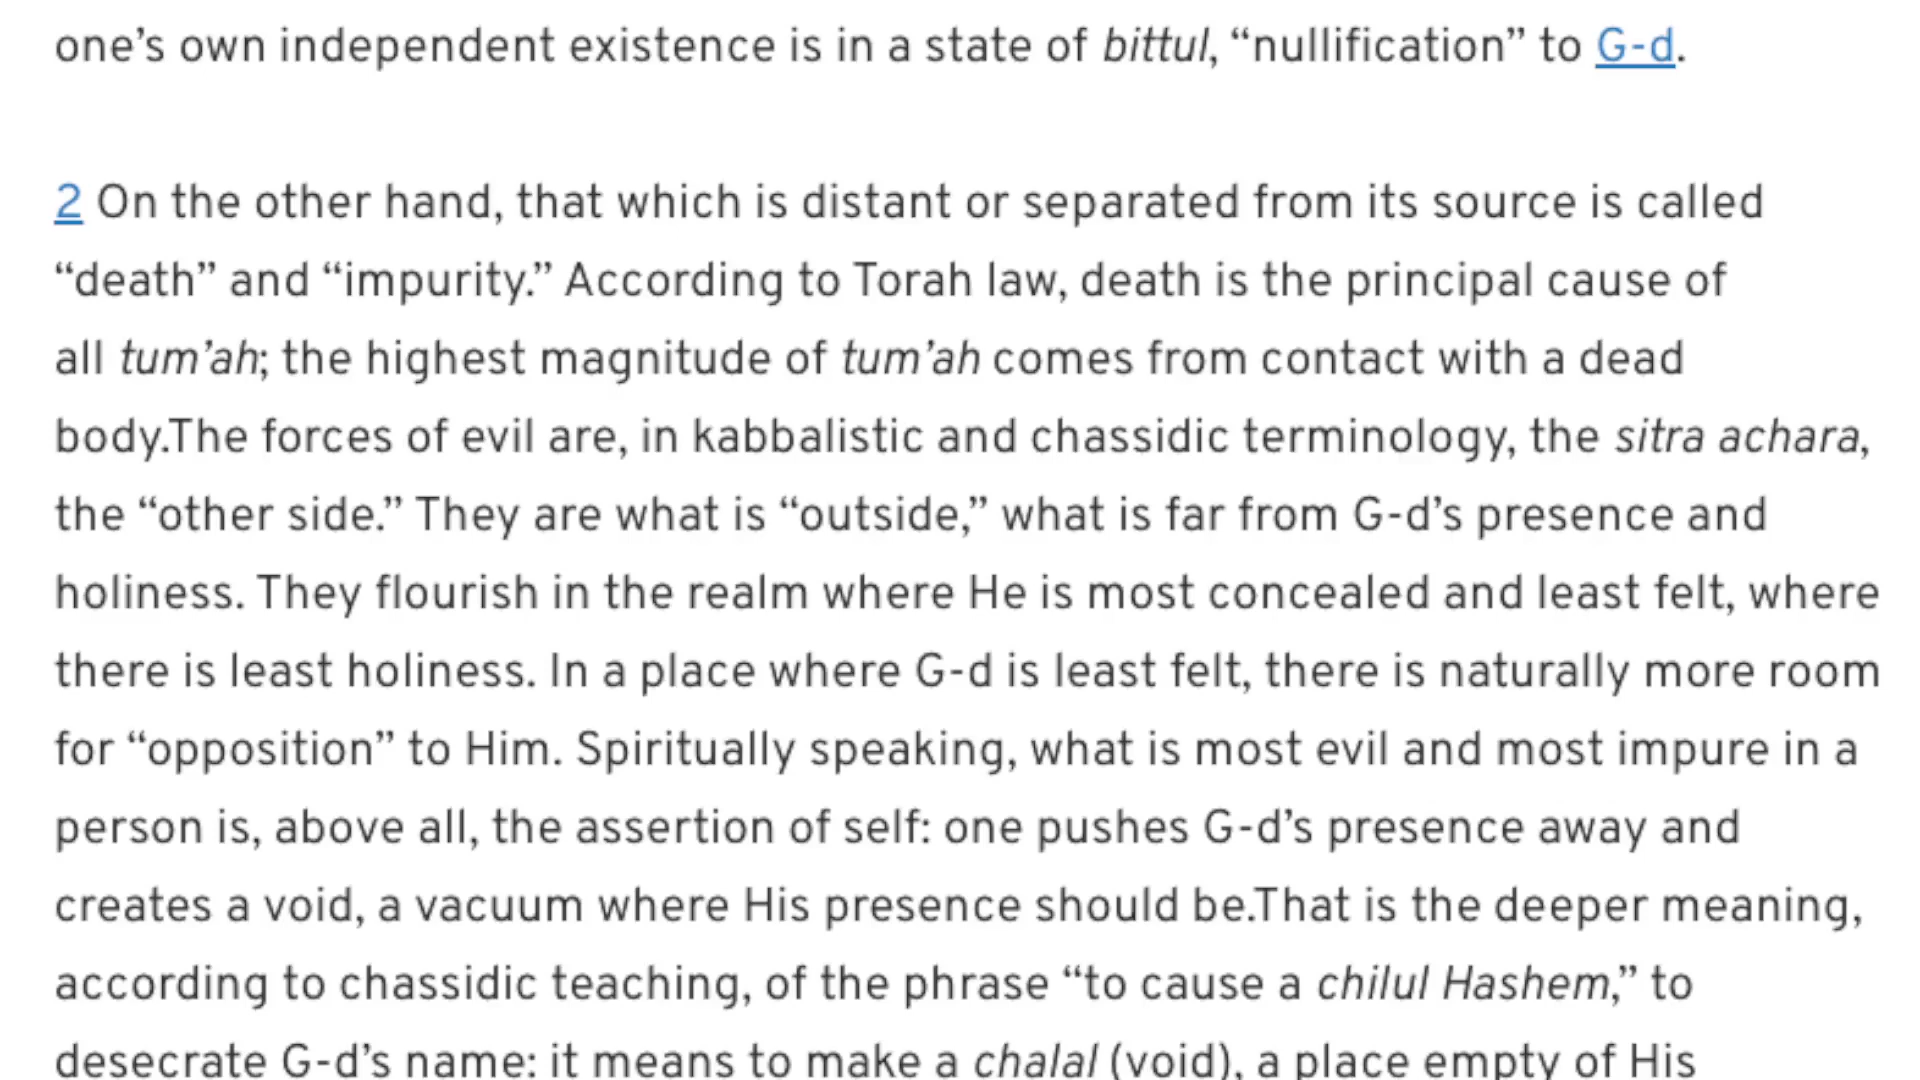 one’s own independent existence is in a state of bittul, “nullification” to G-d.
2 On the other hand, that which is distant or separated from its source is called
“death” and “impurity.” According to Torah law, death is the principal cause of
all tum’ah; the highest magnitude of tum’ah comes from contact with a dead
body.The forces of evil are, in kabbalistic and chassidic terminology, the sitra achara,
the “other side.” They are what is “outside,” what is far from G-d’s presence and
holiness. They flourish in the realm where He is most concealed and least felt, where
there is least holiness. In a place where G-d is least felt, there is naturally more room
for “opposition” to Him. Spiritually speaking, what is most evil and most impure in a
person is, above all, the assertion of self: one pushes G-d’s presence away and
creates a void, a vacuum where His presence should be.That is the deeper meaning,
according to chassidic teaching, of the phrase “to cause a chilul Hashem,” to
desecrate G-d’s name: it means to make a chalal (void), a place empty of His